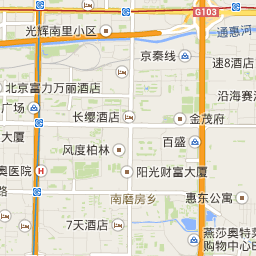 G103
光辉南里小区
通惠河
京秦线
速8酒店
北京富力万丽酒店
沿海赛
广场
长缨酒店
金茂府
大厦
百盛
风度柏林
奥医院
阳光财富大厦
路
南磨房乡
惠东公寓
7天酒店
燕莎奥特莱
购物中心